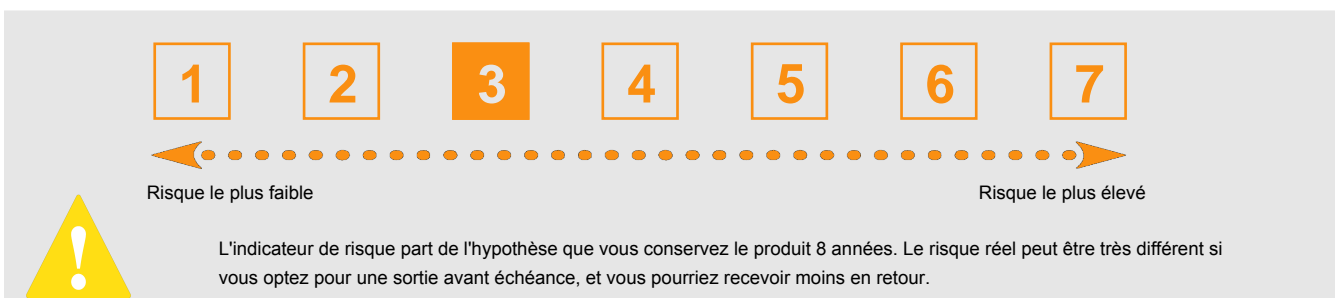 1 2 3 4 5 6 7
Risque le plus faible Risque le plus élevé
!
L'indicateur de risque part de l'hypothèse que vous conservez le produit 8 années. Le risque réel peut être très différent si
vous optez pour une sortie avant échéance, et vous pourriez recevoir moins en retour.